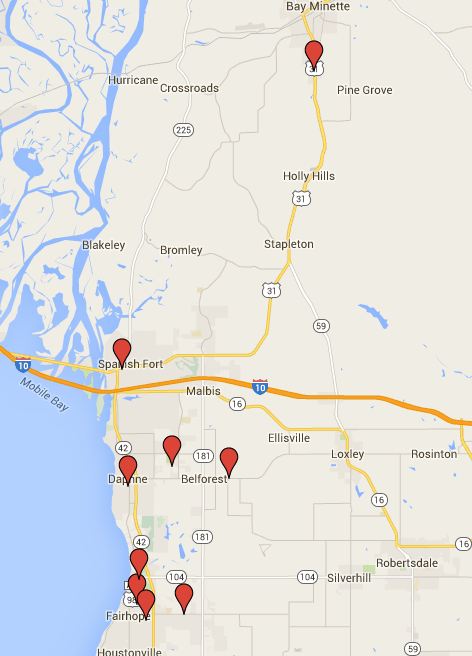 Bay Minette
31
Pine Grove
Hurricane
Crossroads
225
Holly Hills
31
Blakeley
Bromley
Stapleton
31
59
Spanish Fort
10
10
Mobile Bay
Malbis
16
42
Ellisville
181
Loxley
Rosinton
Daphne
Belforest
16
181
42
16
104
104
Silverhill
Robertsdale
98
Fairhope
Houstonville